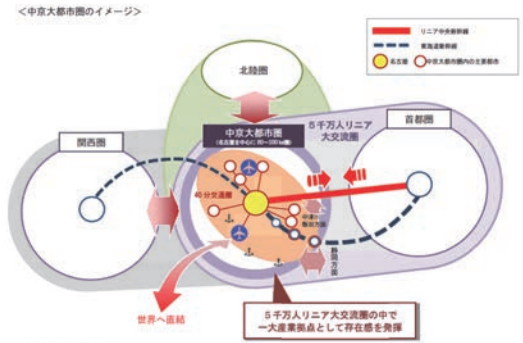 ＜中京大都市圏のイメージ＞
リニア中央新幹線
東海道新幹線
名古屋
中京大都市圏内の主要都市
北陸圏
中京大都市圏
５千万人リニア
大交流圏
首都圏
関西圏
40分交通圏
静岡方面
世界へ直結
５千万人リニア大交流圏の中で
一大産業拠点として存在感を発揮